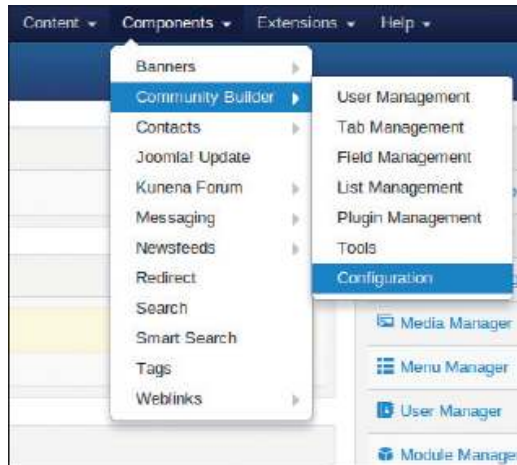 Content Components Extensions Help
Banners
Community Builder
Contacts
Joomla! Update
Kunena Forum
Messaging
Newsfeeds
Redirect
Search
Smart Search
Tags
Weblinks
User Management
Tab Management
Field Management
List Management
Plugin Management
Tools
Configuration
Media Manager
Menu Manager
User Manager
Module Manage